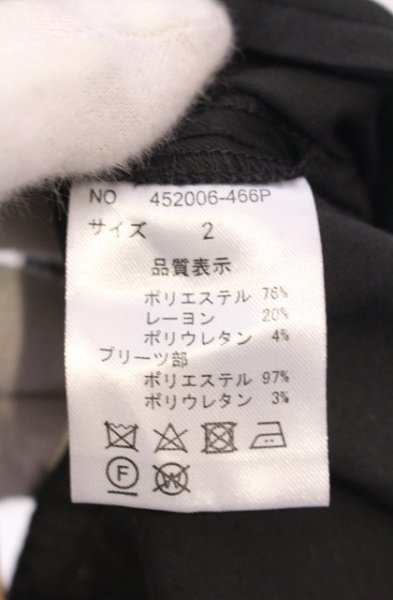 NO 452006-466P
サイズ 2
品質表示
ポリエステル 76%
レーヨン 20%
ポリウレタン 4%
プリーツ部
ポリエステル 97%
ポリウレタン 3%
F W